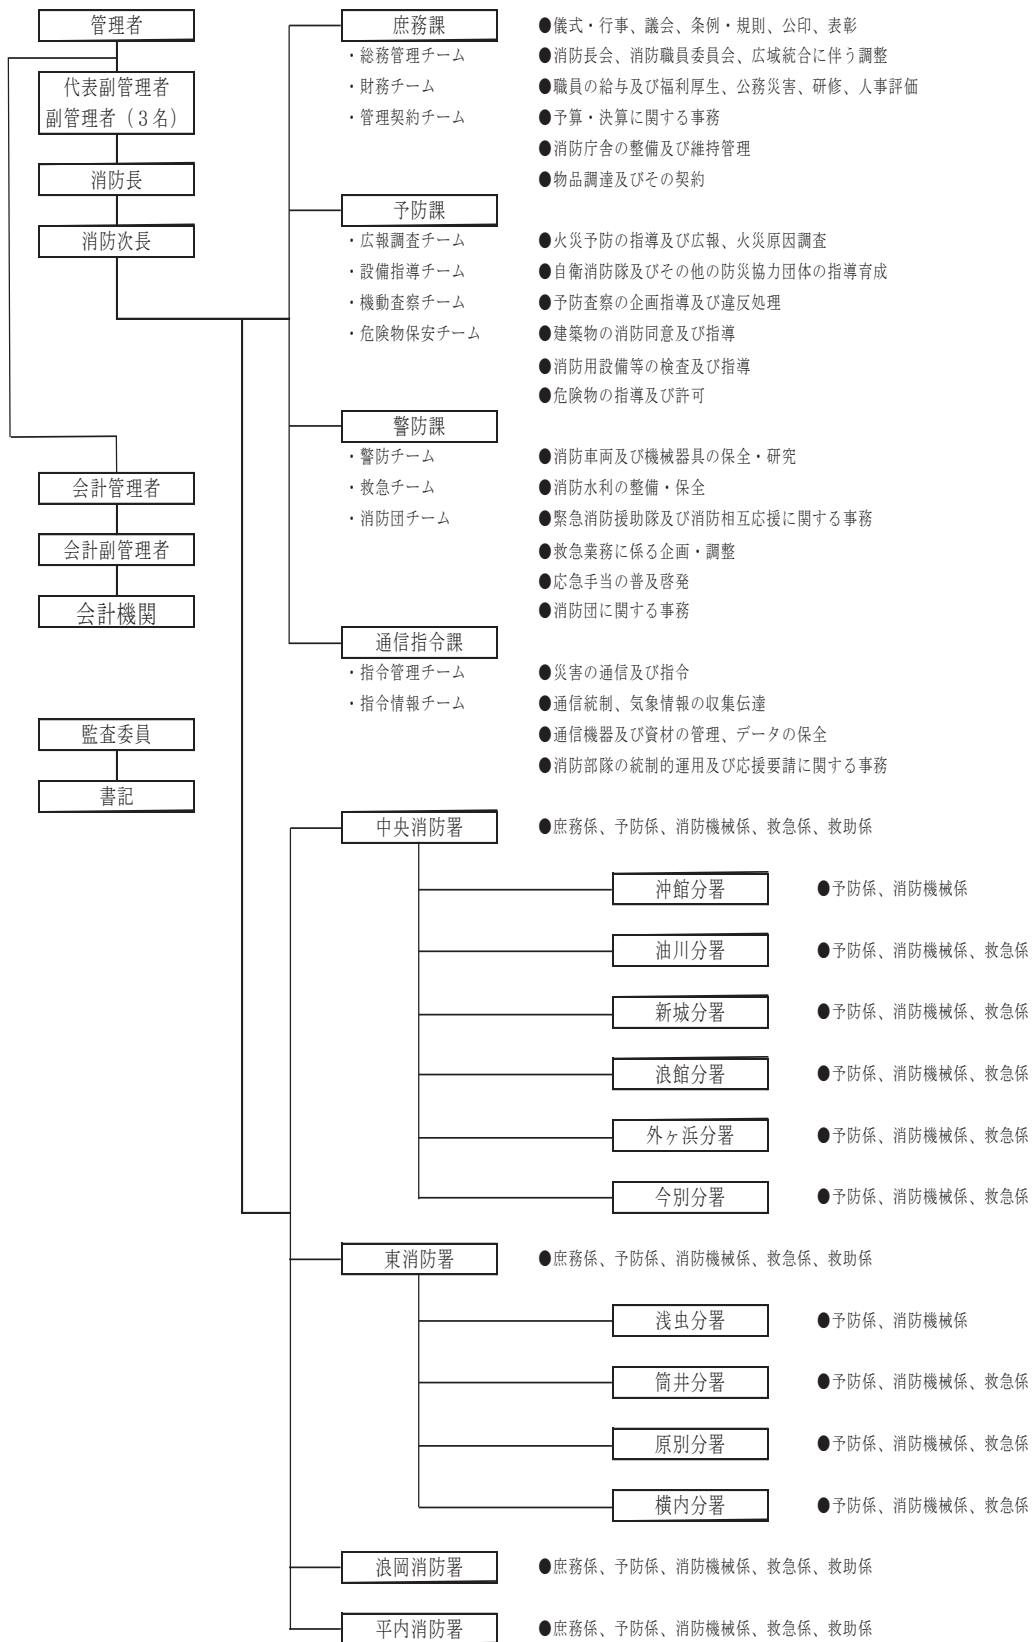 管理者
代表副管理者
副管理者（３名）
消防長
消防次長
会計管理者
会計副管理者
会計機関
監査委員
書記
庶務課
・総務管理チーム
・財務チーム
・管理契約チーム
●儀式・行事、議会、条例・規則、公印、表彰
●消防長会、消防職員委員会、広域統合に伴う調整
●職員の給与及び福利厚生、公務災害、研修、人事評価
●予算・決算に関する事務
●消防庁舎の整備及び維持管理
●物品調達及びその契約
予防課
・広報調査チーム
・設備指導チーム
・機動査察チーム
・危険物保安チーム
●火災予防の指導及び広報、火災原因調査
●自衛消防隊及びその他の防災協力団体の指導育成
●予防査察の企画指導及び違反処理
●建築物の消防同意及び指導
●消防用設備等の検査及び指導
●危険物の指導及び許可
警防課
・警防チーム
・救急チーム
・消防団チーム
●消防車両及び機械器具の保全・研究
●消防水利の整備・保全
●緊急消防援助隊及び消防相互応援に関する事務
●救急業務に係る企画・調整
●応急手当の普及啓発
●消防団に関する事務
通信指令課
・指令管理チーム
・指令情報チーム
●災害の通信及び指令
●通信統制、気象情報の収集伝達
●通信機器及び資材の管理、データの保全
●消防部隊の統制的運用及び応援要請に関する事務
中央消防署 ●庶務係、予防係、消防機械係、救急係、救助係
沖館分署 ●予防係、消防機械係
油川分署 ●予防係、消防機械係、救急係
新城分署 ●予防係、消防機械係、救急係
浪館分署 ●予防係、消防機械係、救急係
外ヶ浜分署 ●予防係、消防機械係、救急係
今別分署 ●予防係、消防機械係、救急係
東消防署 ●庶務係、予防係、消防機械係、救急係、救助係
浅虫分署 ●予防係、消防機械係
筒井分署 ●予防係、消防機械係、救急係
原別分署 ●予防係、消防機械係、救急係
横内分署 ●予防係、消防機械係、救急係
浪岡消防署 ●庶務係、予防係、消防機械係、救急係、救助係
平内消防署 ●庶務係、予防係、消防機械係、救急係、救助係